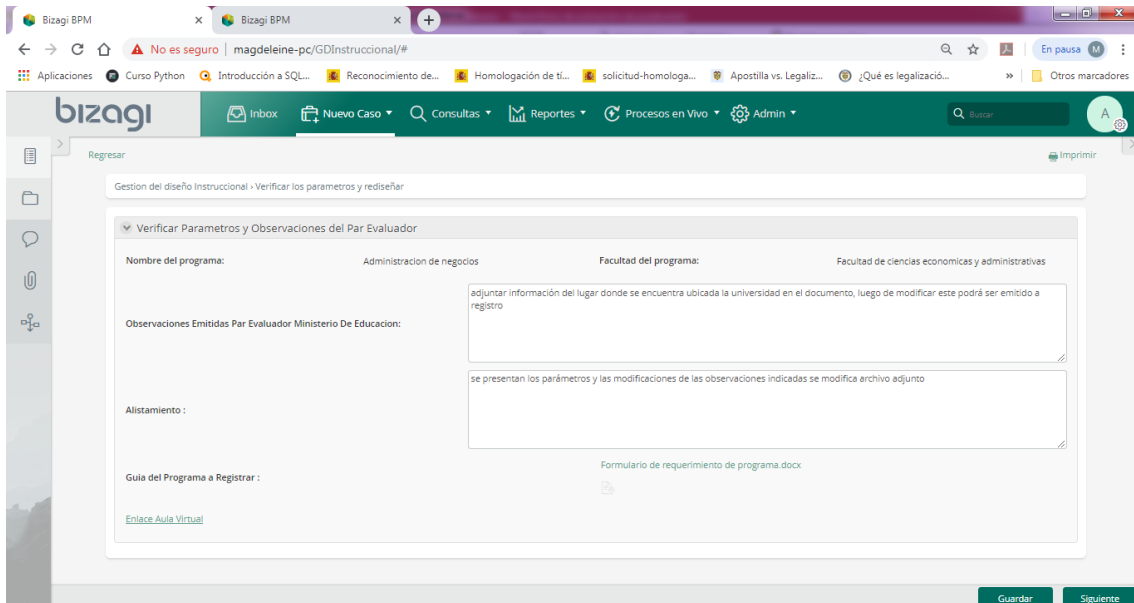 Bizagi BPM
Bizagi BPM
No es seguro | magdeleine-pc/GDInstruccional/#
En pausa M
Aplicaciones
Curso Python
Introducción a SQL...
Reconocimiento de...
Homologación de tí...
solicitud-homologa...
Apostilla vs. Legaliz...
¿Qué es legalizació...
»
Otros marcadores
bizagi
Inbox
Nuevo Caso
Consultas
Reportes
Procesos en Vivo
Admin
Buscar
A
Regresar
Imprimir
Gestion del diseño Instruccional › Verificar los parametros y rediseñar
Verificar Parametros y Observaciones del Par Evaluador
Nombre del programa:
Administracion de negocios
Facultad del programa:
Facultad de ciencias economicas y administrativas
Observaciones Emitidas Par Evaluador Ministerio De Educacion:
adjuntar información del lugar donde se encuentra ubicada la universidad en el documento, luego de modificar este podrá ser emitido a
registro
Alistamiento :
se presentan los parámetros y las modificaciones de las observaciones indicadas se modifica archivo adjunto
Guia del Programa a Registrar :
Formulario de requerimiento de programa.docx
Enlace Aula Virtual
Guardar
Siguiente